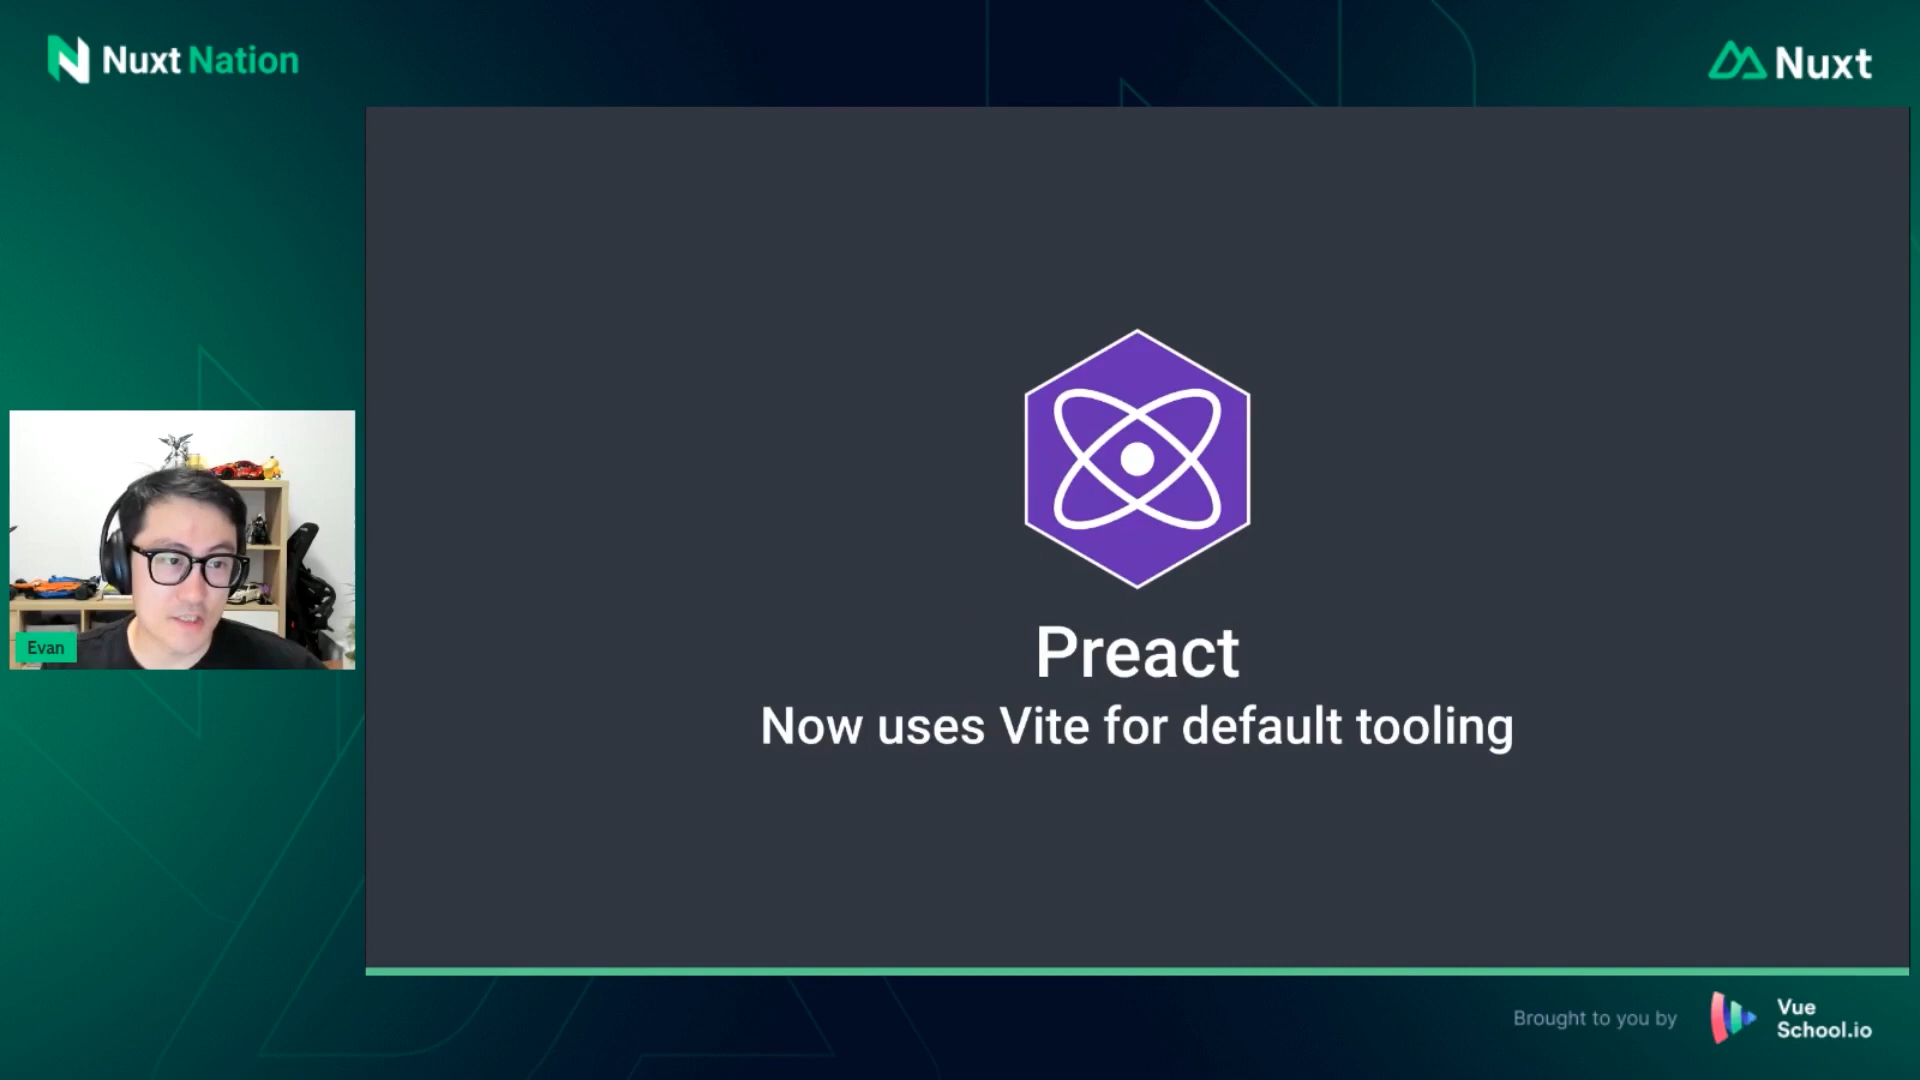 Nuxt Nation
Nuxt
Evan
Preact
Now uses Vite for default tooling
Brought to you by
Vue
School.io